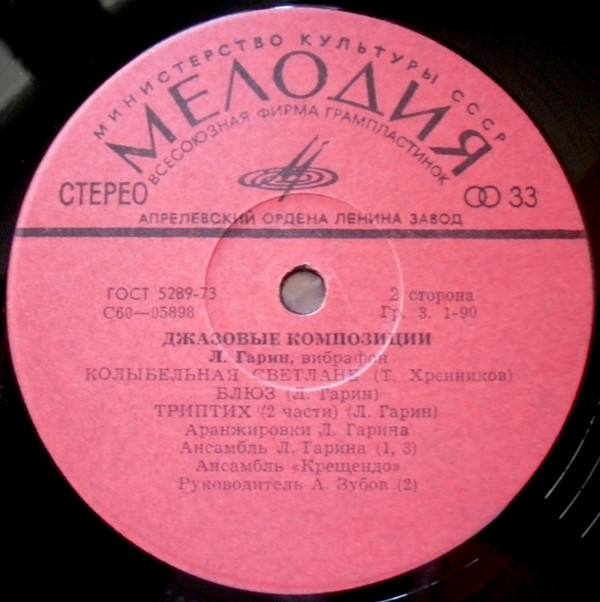 МИНИСТЕРСТВО КУЛЬТУРЫ СССР
МЕЛОДИЯ
ВСЕСОЮЗНАЯ ФИРМА ГРАМПЛАСТИНОК
СТЕРЕО 33
АПРЕЛЕВСКИЙ ОРДЕНА ЛЕНИНА ЗАВОД
ГОСТ 5289-73 2 сторона
С60—05898 Гр. 3. 1-90
ДЖАЗОВЫЕ КОМПОЗИЦИИ
Л. Гарин, вибрафон
КОЛЫБЕЛЬНАЯ СВЕТЛАНЕ (Т. Хренников)
БЛЮЗ (Л. Гарин)
ТРИПТИХ (2 части) (Л. Гарин)
Аранжировки Л. Гарина
Ансамбль Л. Гарина (1, 3)
Ансамбль «Крещендо»
Руководитель А. Зубов (2)